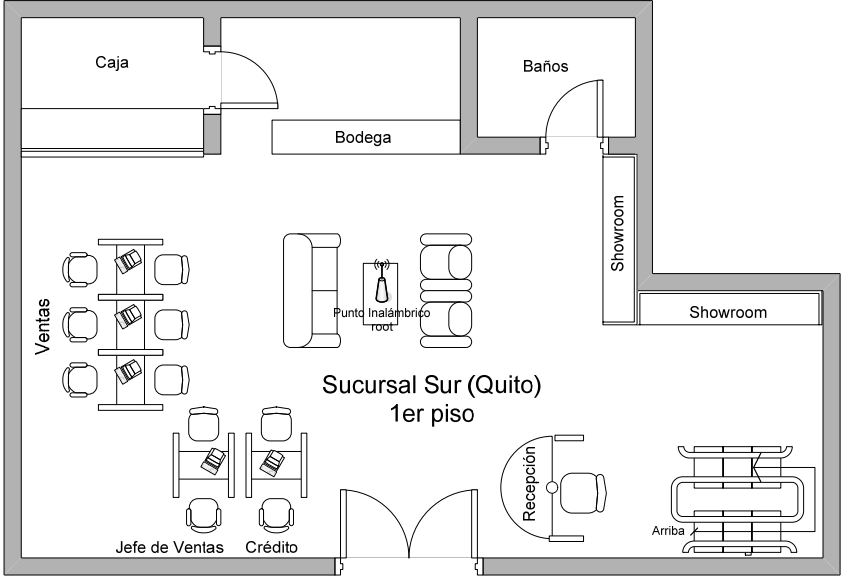 Caja
Baños
Bodega
Showroom
Showroom
Ventas
Punto Inalámbrico
root
Sucursal Sur (Quito)
1er piso
Recepción
Arriba
Jefe de Ventas
Crédito